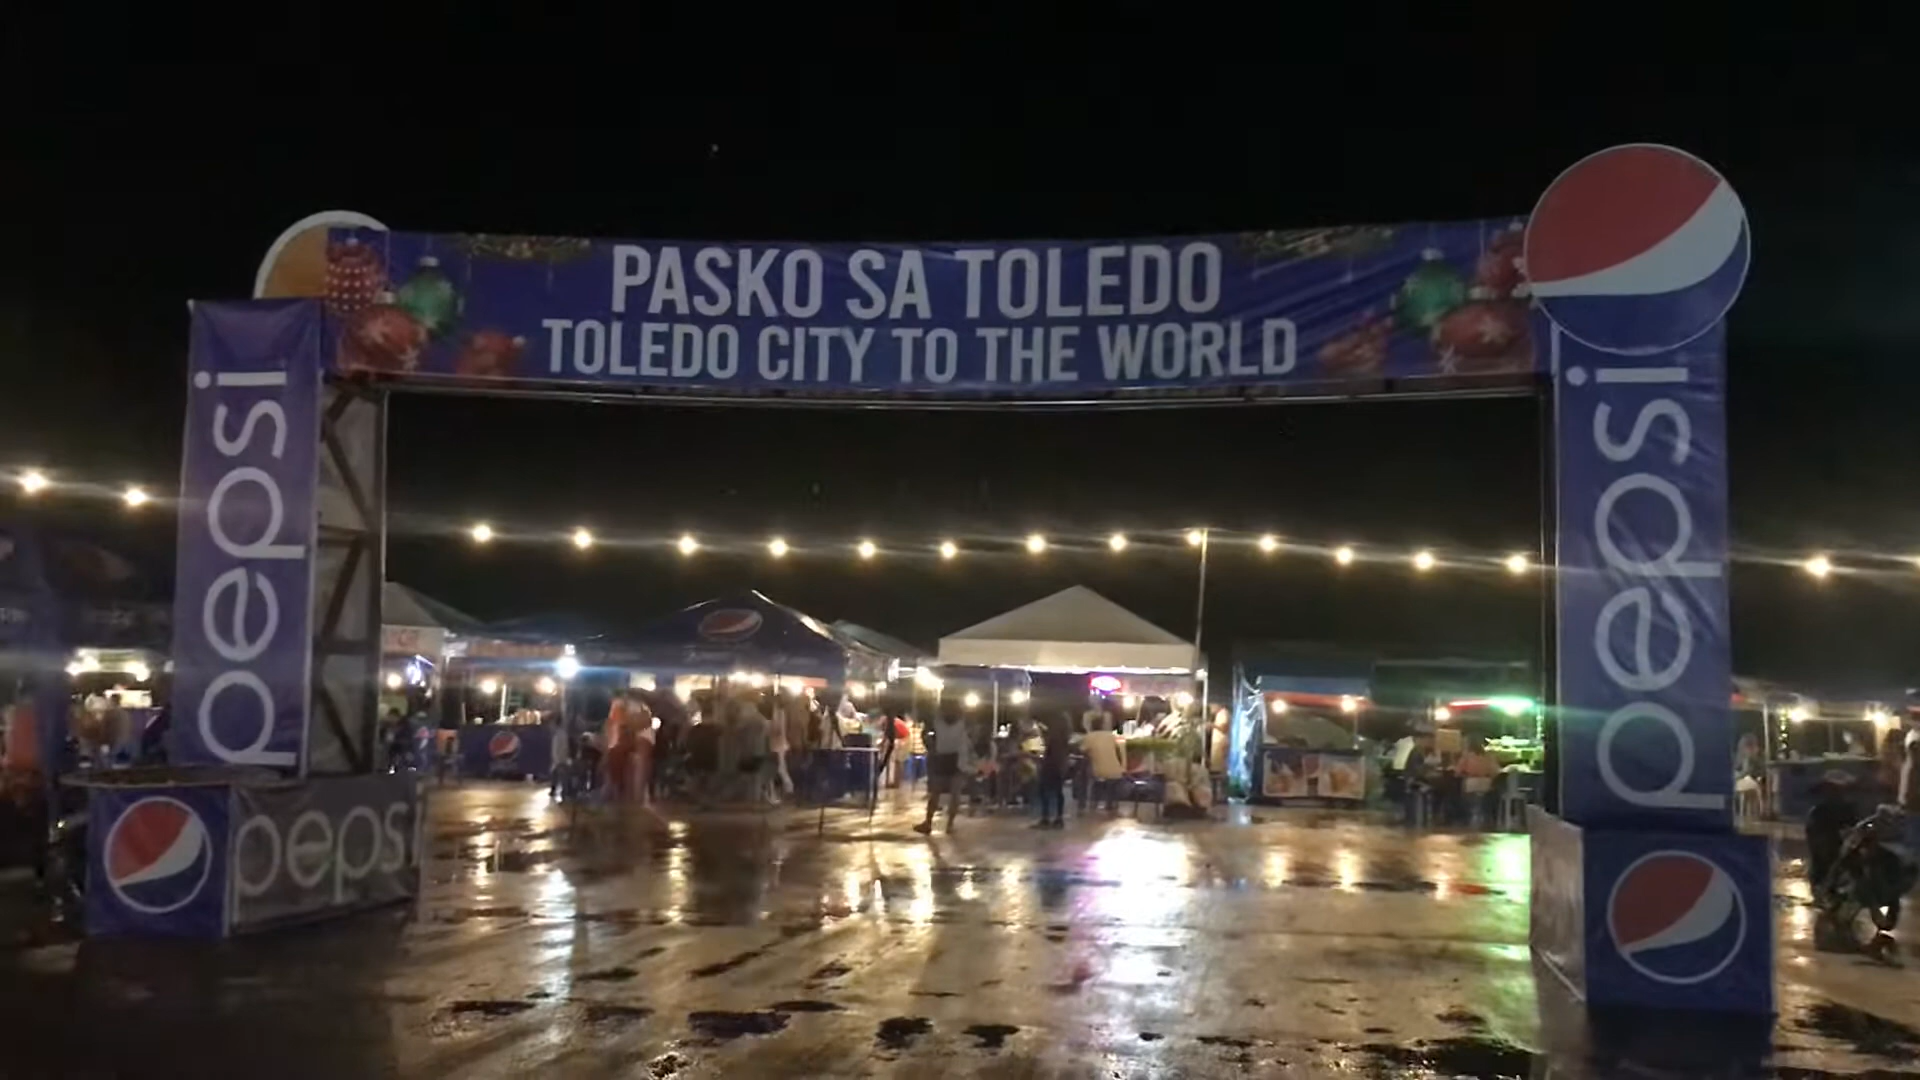 PASKO SA TOLEDO
TOLEDO CITY TO THE WORLD
pepsi
pepsi
pepsi